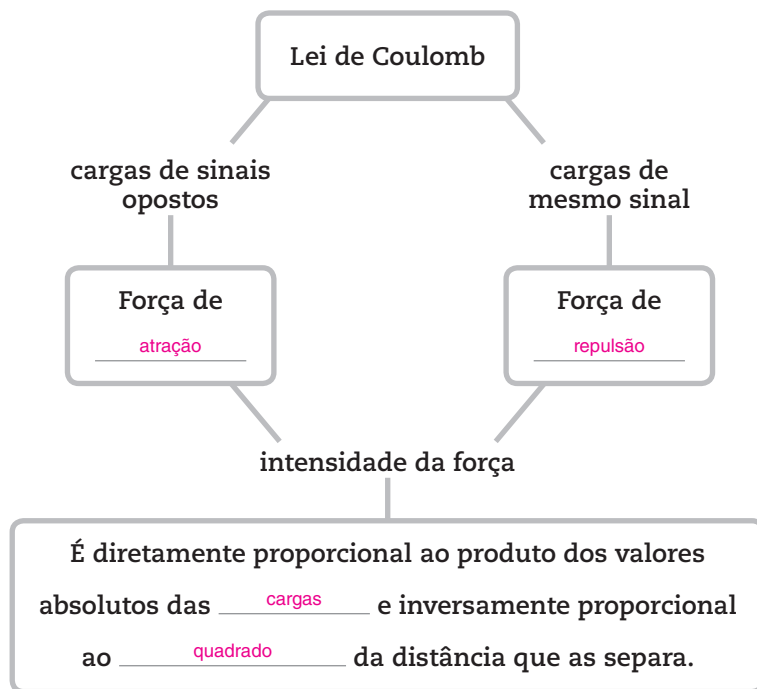 Lei de Coulomb
cargas de sinais
opostos
cargas de
mesmo sinal
Força de
atração
Força de
repulsão
intensidade da força
É diretamente proporcional ao produto dos valores
absolutos das cargas e inversamente proporcional
ao quadrado da distância que as separa.